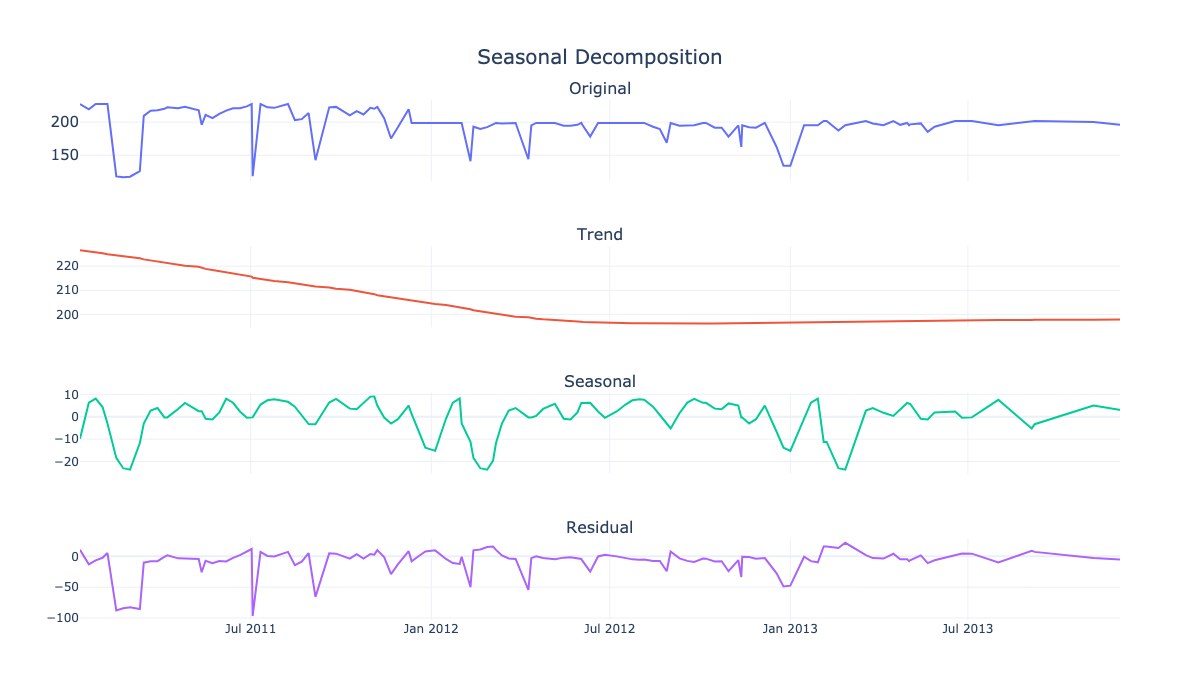 Seasonal Decomposition
Original
200
150
Trend
220
210
200
Seasonal
10
0
−10
−20
Residual
0
−50
−100
Jul 2011 Jan 2012 Jul 2012 Jan 2013 Jul 2013